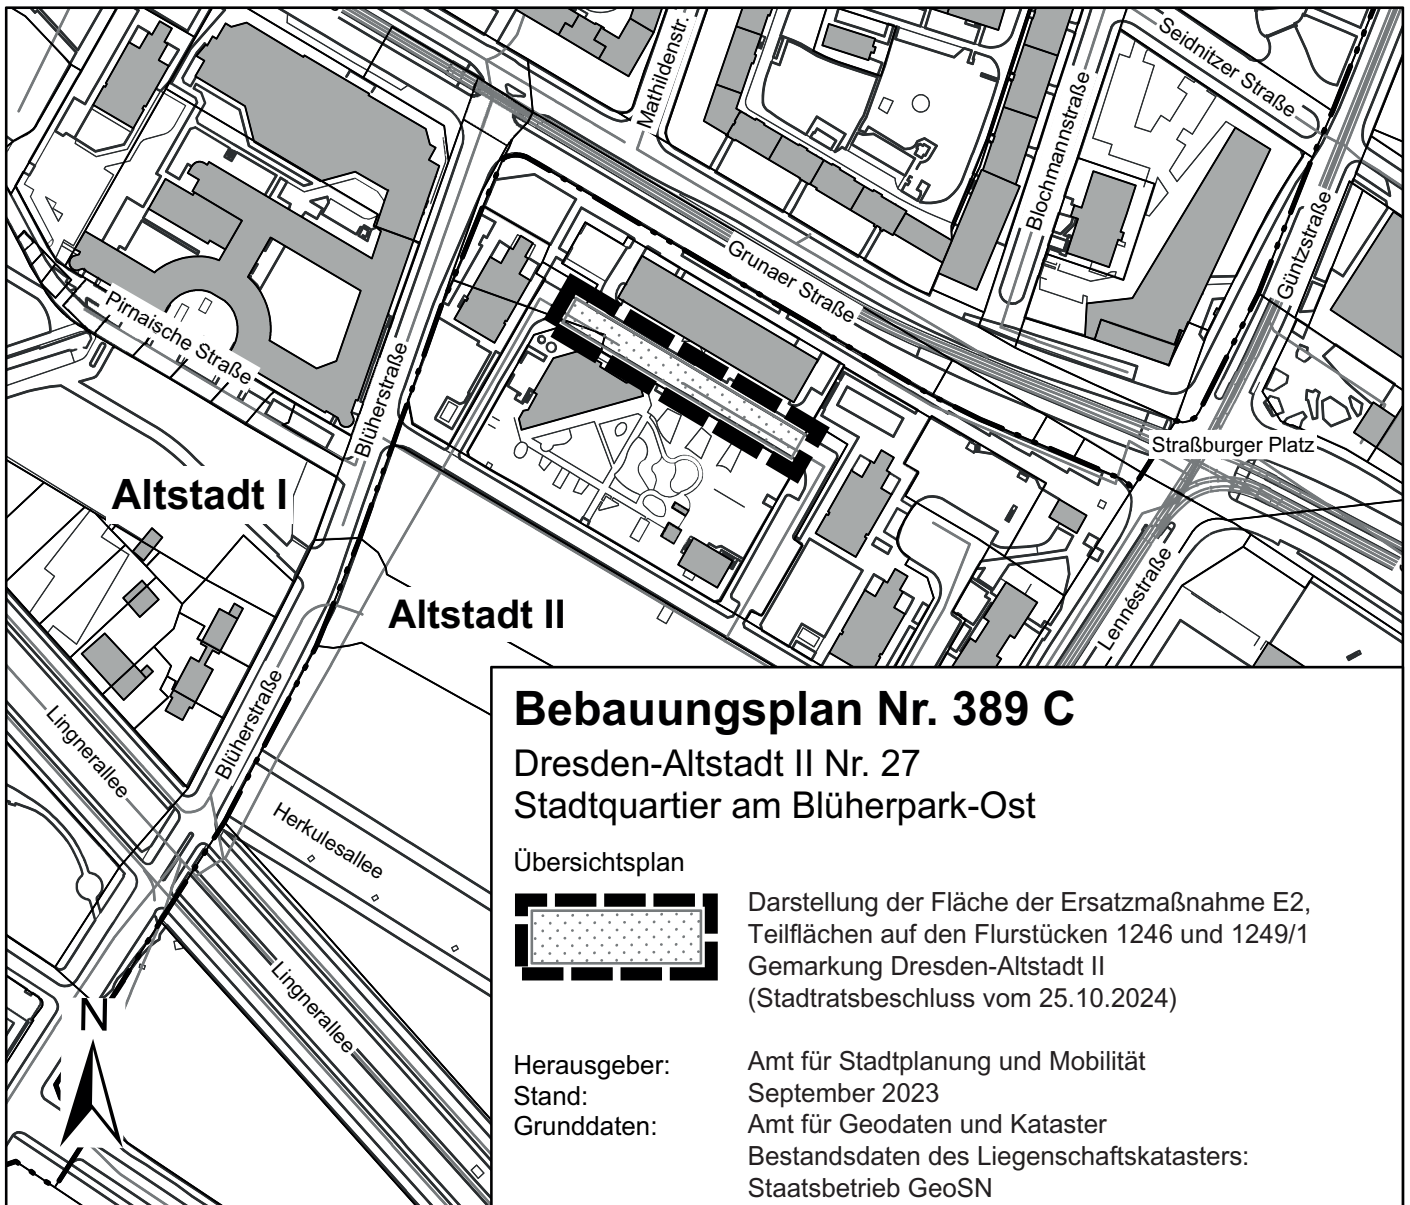 Mathildenstr.
Seidnitzer Straße
Blochmannstraße
Güntzstraße
Grunaer Straße
Pirnaische Straße
Blüherstraße
Straßburger Platz
Altstadt I
Altstadt II
Lennéstraße
Lingnerallee
Blüherstraße
Herkulesallee
Lingnerallee
N
Bebauungsplan Nr. 389 C
Dresden-Altstadt II Nr. 27
Stadtquartier am Blüherpark-Ost
Übersichtsplan
Darstellung der Fläche der Ersatzmaßnahme E2,
Teilflächen auf den Flurstücken 1246 und 1249/1
Gemarkung Dresden-Altstadt II
(Stadtratsbeschluss vom 25.10.2024)
Herausgeber: Amt für Stadtplanung und Mobilität
Stand: September 2023
Grunddaten: Amt für Geodaten und Kataster
Bestandsdaten des Liegenschaftskatasters:
Staatsbetrieb GeoSN